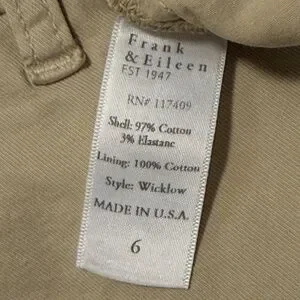 Frank
& Eileen
EST 1947
RN# 117409
Shell: 97% Cotton
3% Elastane
Lining: 100% Cotton
Style: Wicklow
MADE IN U.S.A.
6